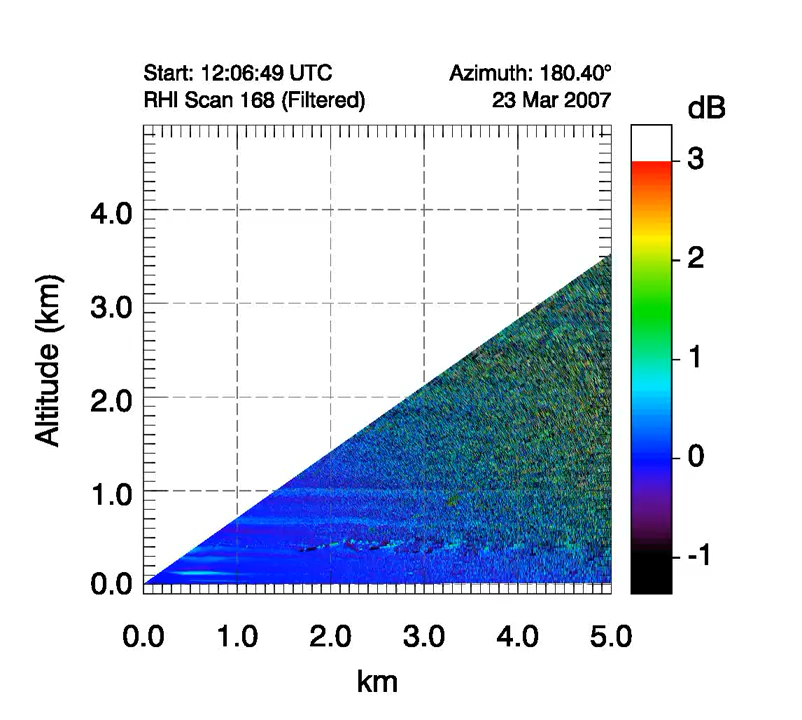 Start: 12:06:49 UTC
Azimuth: 180.40°
RHI Scan 168 (Filtered)
23 Mar 2007
dB
3
2
1
0
-1
Altitude (km)
4.0
3.0
2.0
1.0
0.0
0.0 1.0 2.0 3.0 4.0 5.0
km